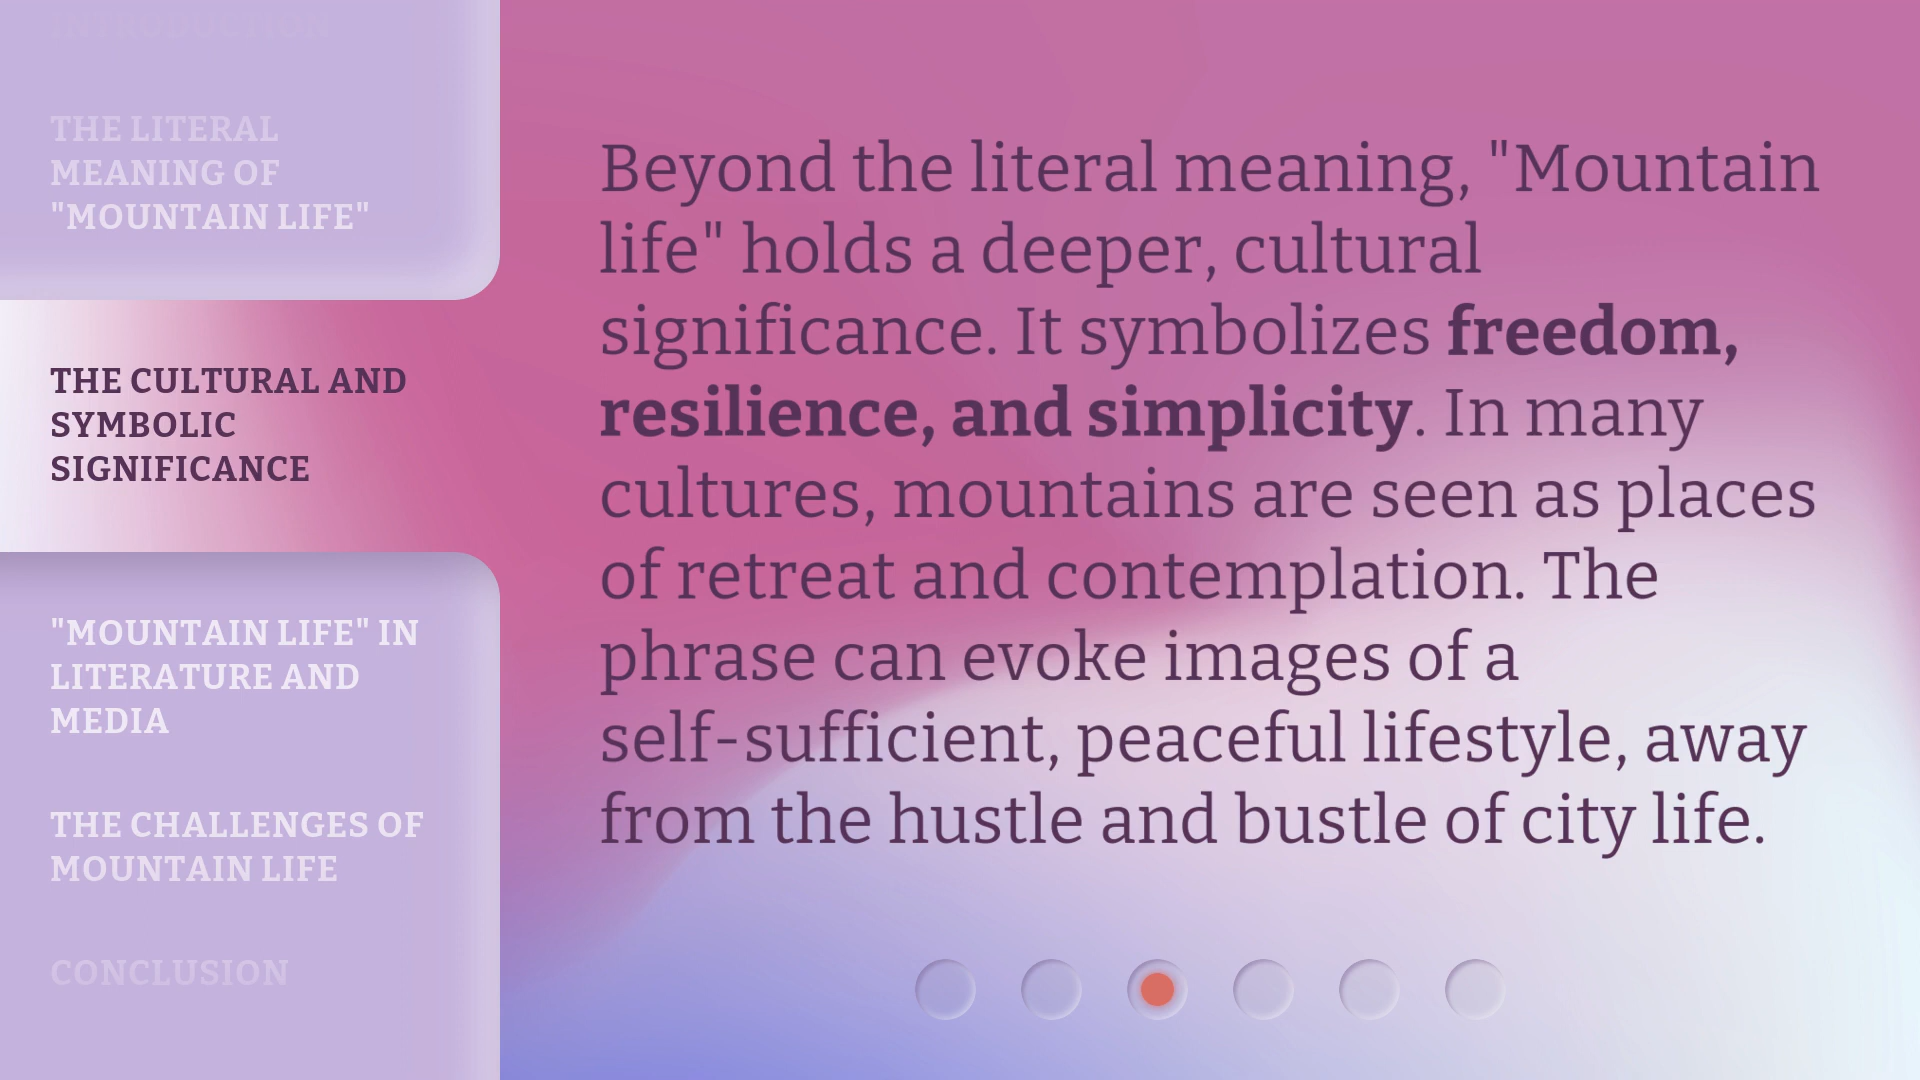 INTRODUCTION
THE LITERAL
MEANING OF
"MOUNTAIN LIFE"
THE CULTURAL AND
SYMBOLIC
SIGNIFICANCE
"MOUNTAIN LIFE" IN
LITERATURE AND
MEDIA
THE CHALLENGES OF
MOUNTAIN LIFE
CONCLUSION
Beyond the literal meaning, "Mountain
life" holds a deeper, cultural
significance. It symbolizes freedom,
resilience, and simplicity. In many
cultures, mountains are seen as places
of retreat and contemplation. The
phrase can evoke images of a
self-sufficient, peaceful lifestyle, away
from the hustle and bustle of city life.